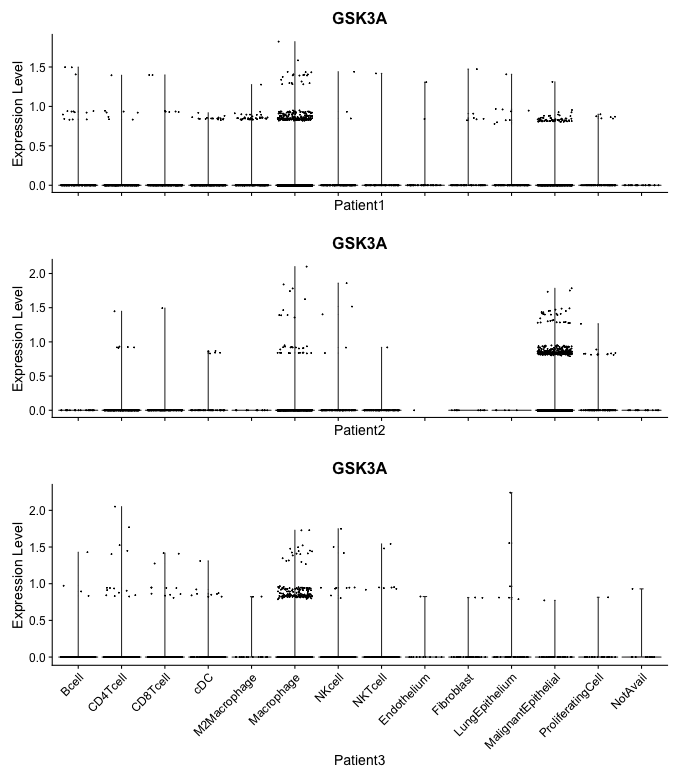 GSK3A
Expression Level
1.5
1.0
0.5
0.0
Patient1
GSK3A
Expression Level
2.0
1.5
1.0
0.5
0.0
Patient2
GSK3A
Expression Level
2.0
1.5
1.0
0.5
0.0
Bcell
CD4Tcell
CD8Tcell
cDC
M2Macrophage
Macrophage
NKcell
NKTcell
Endothelium
Fibroblast
LungEpithelium
MalignantEpithelial
ProliferatingCell
NotAvail
Patient3